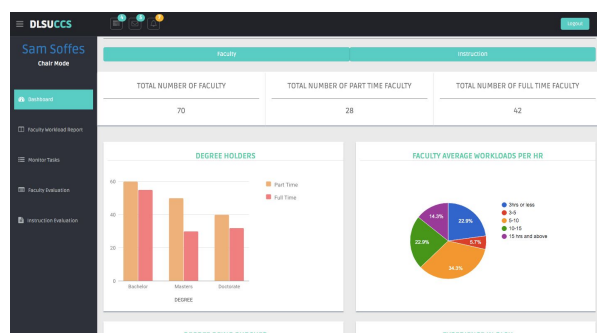 DLSUCCS
Logout
Sam Soffes
Chair Mode
Dashboard
Faculty Workload Report
Monitor Tasks
Faculty Evaluation
Instruction Evaluation
Faculty
Instruction
TOTAL NUMBER OF FACULTY
70
TOTAL NUMBER OF PART TIME FACULTY
28
TOTAL NUMBER OF FULL TIME FACULTY
42
DEGREE HOLDERS
60
40
20
0
Bachelor
Masters
Doctorate
DEGREE
Part Time
Full Time
FACULTY AVERAGE WORKLOADS PER HR
14.3%
22.9%
5.7%
34.3%
22.9%
3hrs or less
3-5
5-10
10-15
15 hrs and above